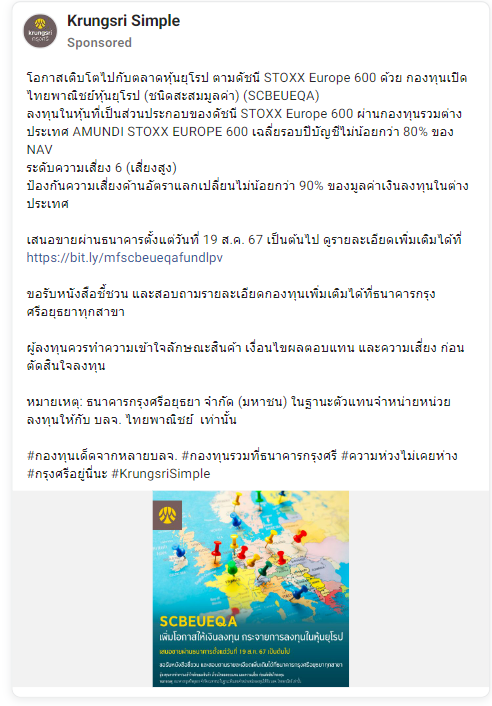 Krungsri Simple
Sponsored
krungsri
กรุงศรี
โอกาสเติบโตไปกับตลาดหุ้นยุโรป ตามดัชนี STOXX Europe 600 ด้วย กองทุนเปิด
ไทยพาณิชย์หุ้นยุโรป (ชนิดสะสมมูลค่า) (SCBEUEQA)
ลงทุนในหุ้นที่เป็นส่วนประกอบของดัชนี STOXX Europe 600 ผ่านกองทุนรวมต่าง
ประเทศ AMUNDI STOXX EUROPE 600 เฉลี่ยรอบปีบัญชีไม่น้อยกว่า 80% ของ
NAV
ระดับความเสี่ยง 6 (เสี่ยงสูง)
ป้องกันความเสี่ยงด้านอัตราแลกเปลี่ยนไม่น้อยกว่า 90% ของมูลค่าเงินลงทุนในต่าง
ประเทศ
เสนอขายผ่านธนาคารตั้งแต่วันที่ 19 ส.ค. 67 เป็นต้นไป ดูรายละเอียดเพิ่มเติมได้ที่
https://bit.ly/mfscbeueqafundlpv
ขอรับหนังสือชี้ชวน และสอบถามรายละเอียดกองทุนเพิ่มเติมได้ที่ธนาคารกรุง
ศรีอยุธยาทุกสาขา
ผู้ลงทุนควรทำความเข้าใจลักษณะสินค้า เงื่อนไขผลตอบแทน และความเสี่ยง ก่อน
ตัดสินใจลงทุน
หมายเหตุ: ธนาคารกรุงศรีอยุธยา จำกัด (มหาชน) ในฐานะตัวแทนจำหน่ายหน่วย
ลงทุนให้กับ บลจ. ไทยพาณิชย์ เท่านั้น
#กองทุนเด็ดจากหลายบลจ. #กองทุนรวมที่ธนาคารกรุงศรี #ความห่วงไม่เคยห่าง
#กรุงศรีอยู่นี่นะ #KrungsriSimple
SCBEUEQA
เพิ่มโอกาสให้เงินลงทุน กระจายการลงทุนในหุ้นยุโรป
เสนอขายผ่านธนาคารตั้งแต่วันที่ 19 ส.ค. 67 เป็นต้นไป
ขอรับหนังสือชี้ชวน และสอบถามรายละเอียดเพิ่มเติมได้ที่ธนาคารกรุงศรีอยุธยาทุกสาขา